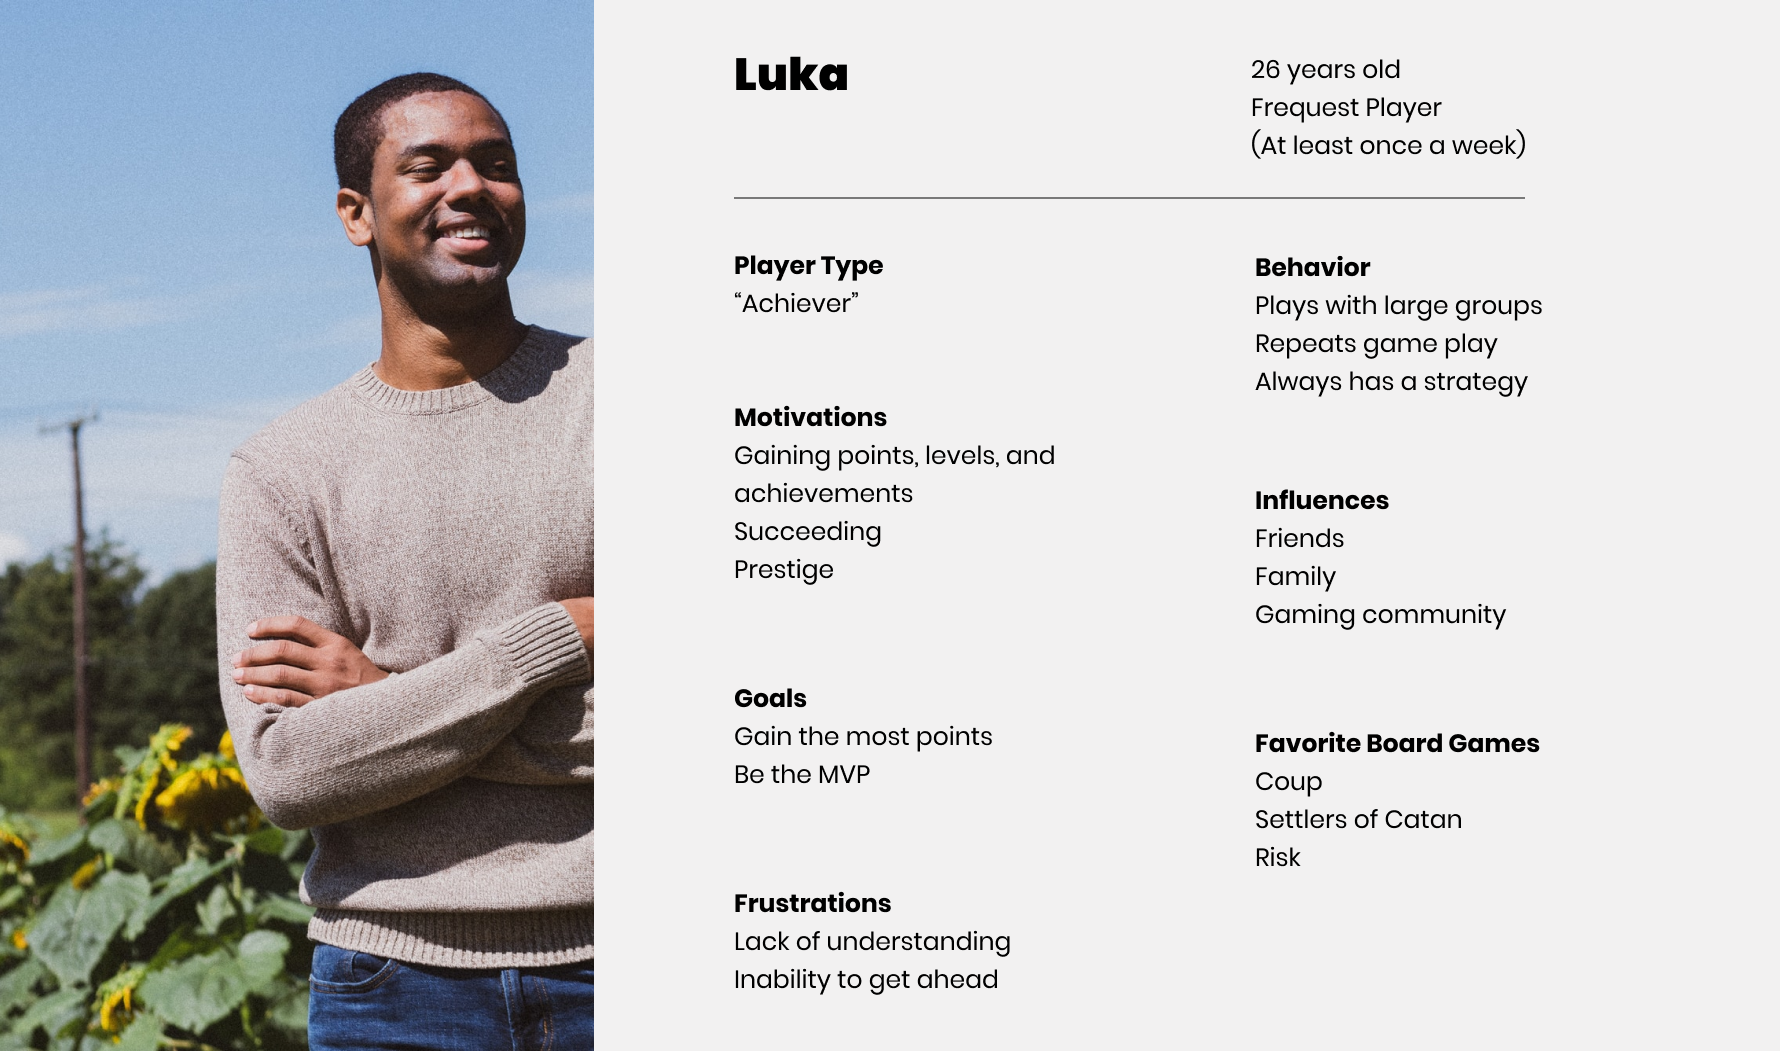 Luka
26 years old
Frequest Player
(At least once a week)
Player Type
“Achiever”
Motivations
Gaining points, levels, and
achievements
Succeeding
Prestige
Goals
Gain the most points
Be the MVP
Frustrations
Lack of understanding
Inability to get ahead
Behavior
Plays with large groups
Repeats game play
Always has a strategy
Influences
Friends
Family
Gaming community
Favorite Board Games
Coup
Settlers of Catan
Risk